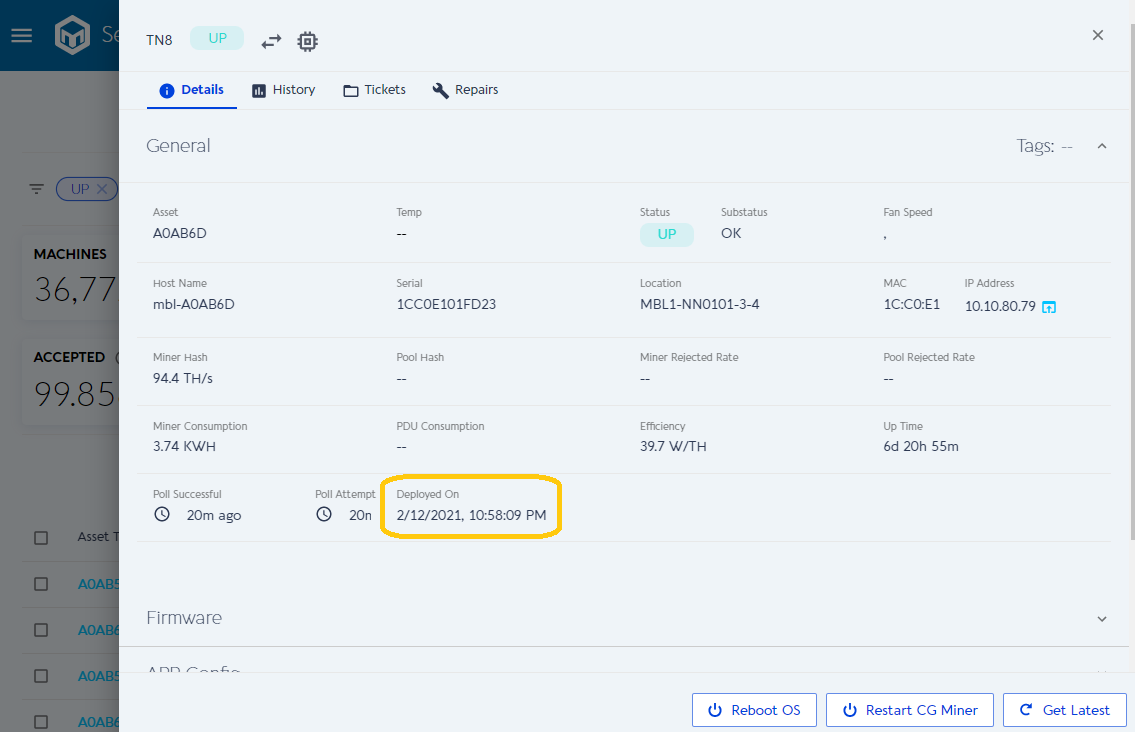 TN8 UP
Details History Tickets Repairs
General Tags: --
UP
MACHINES
36,77
ACCEPTED
99.85
Asset Temp Status Substatus Fan Speed
A0AB6D -- UP OK ,
Host Name Serial Location MAC IP Address
mbl-A0AB6D 1CC0E101FD23 MBL1-NN0101-3-4 1C:C0:E1 10.10.80.79
Miner Hash Pool Hash Miner Rejected Rate Pool Rejected Rate
94.4 TH/s -- -- --
Miner Consumption PDU Consumption Efficiency Up Time
3.74 KWH -- 39.7 W/TH 6d 20h 55m
Poll Successful Poll Attempt Deployed On
20m ago 20m 2/12/2021, 10:58:09 PM
Asset T
A0AB5
A0AB6
A0AB5
A0AB6
Firmware
APP Config
Reboot OS Restart CG Miner Get Latest